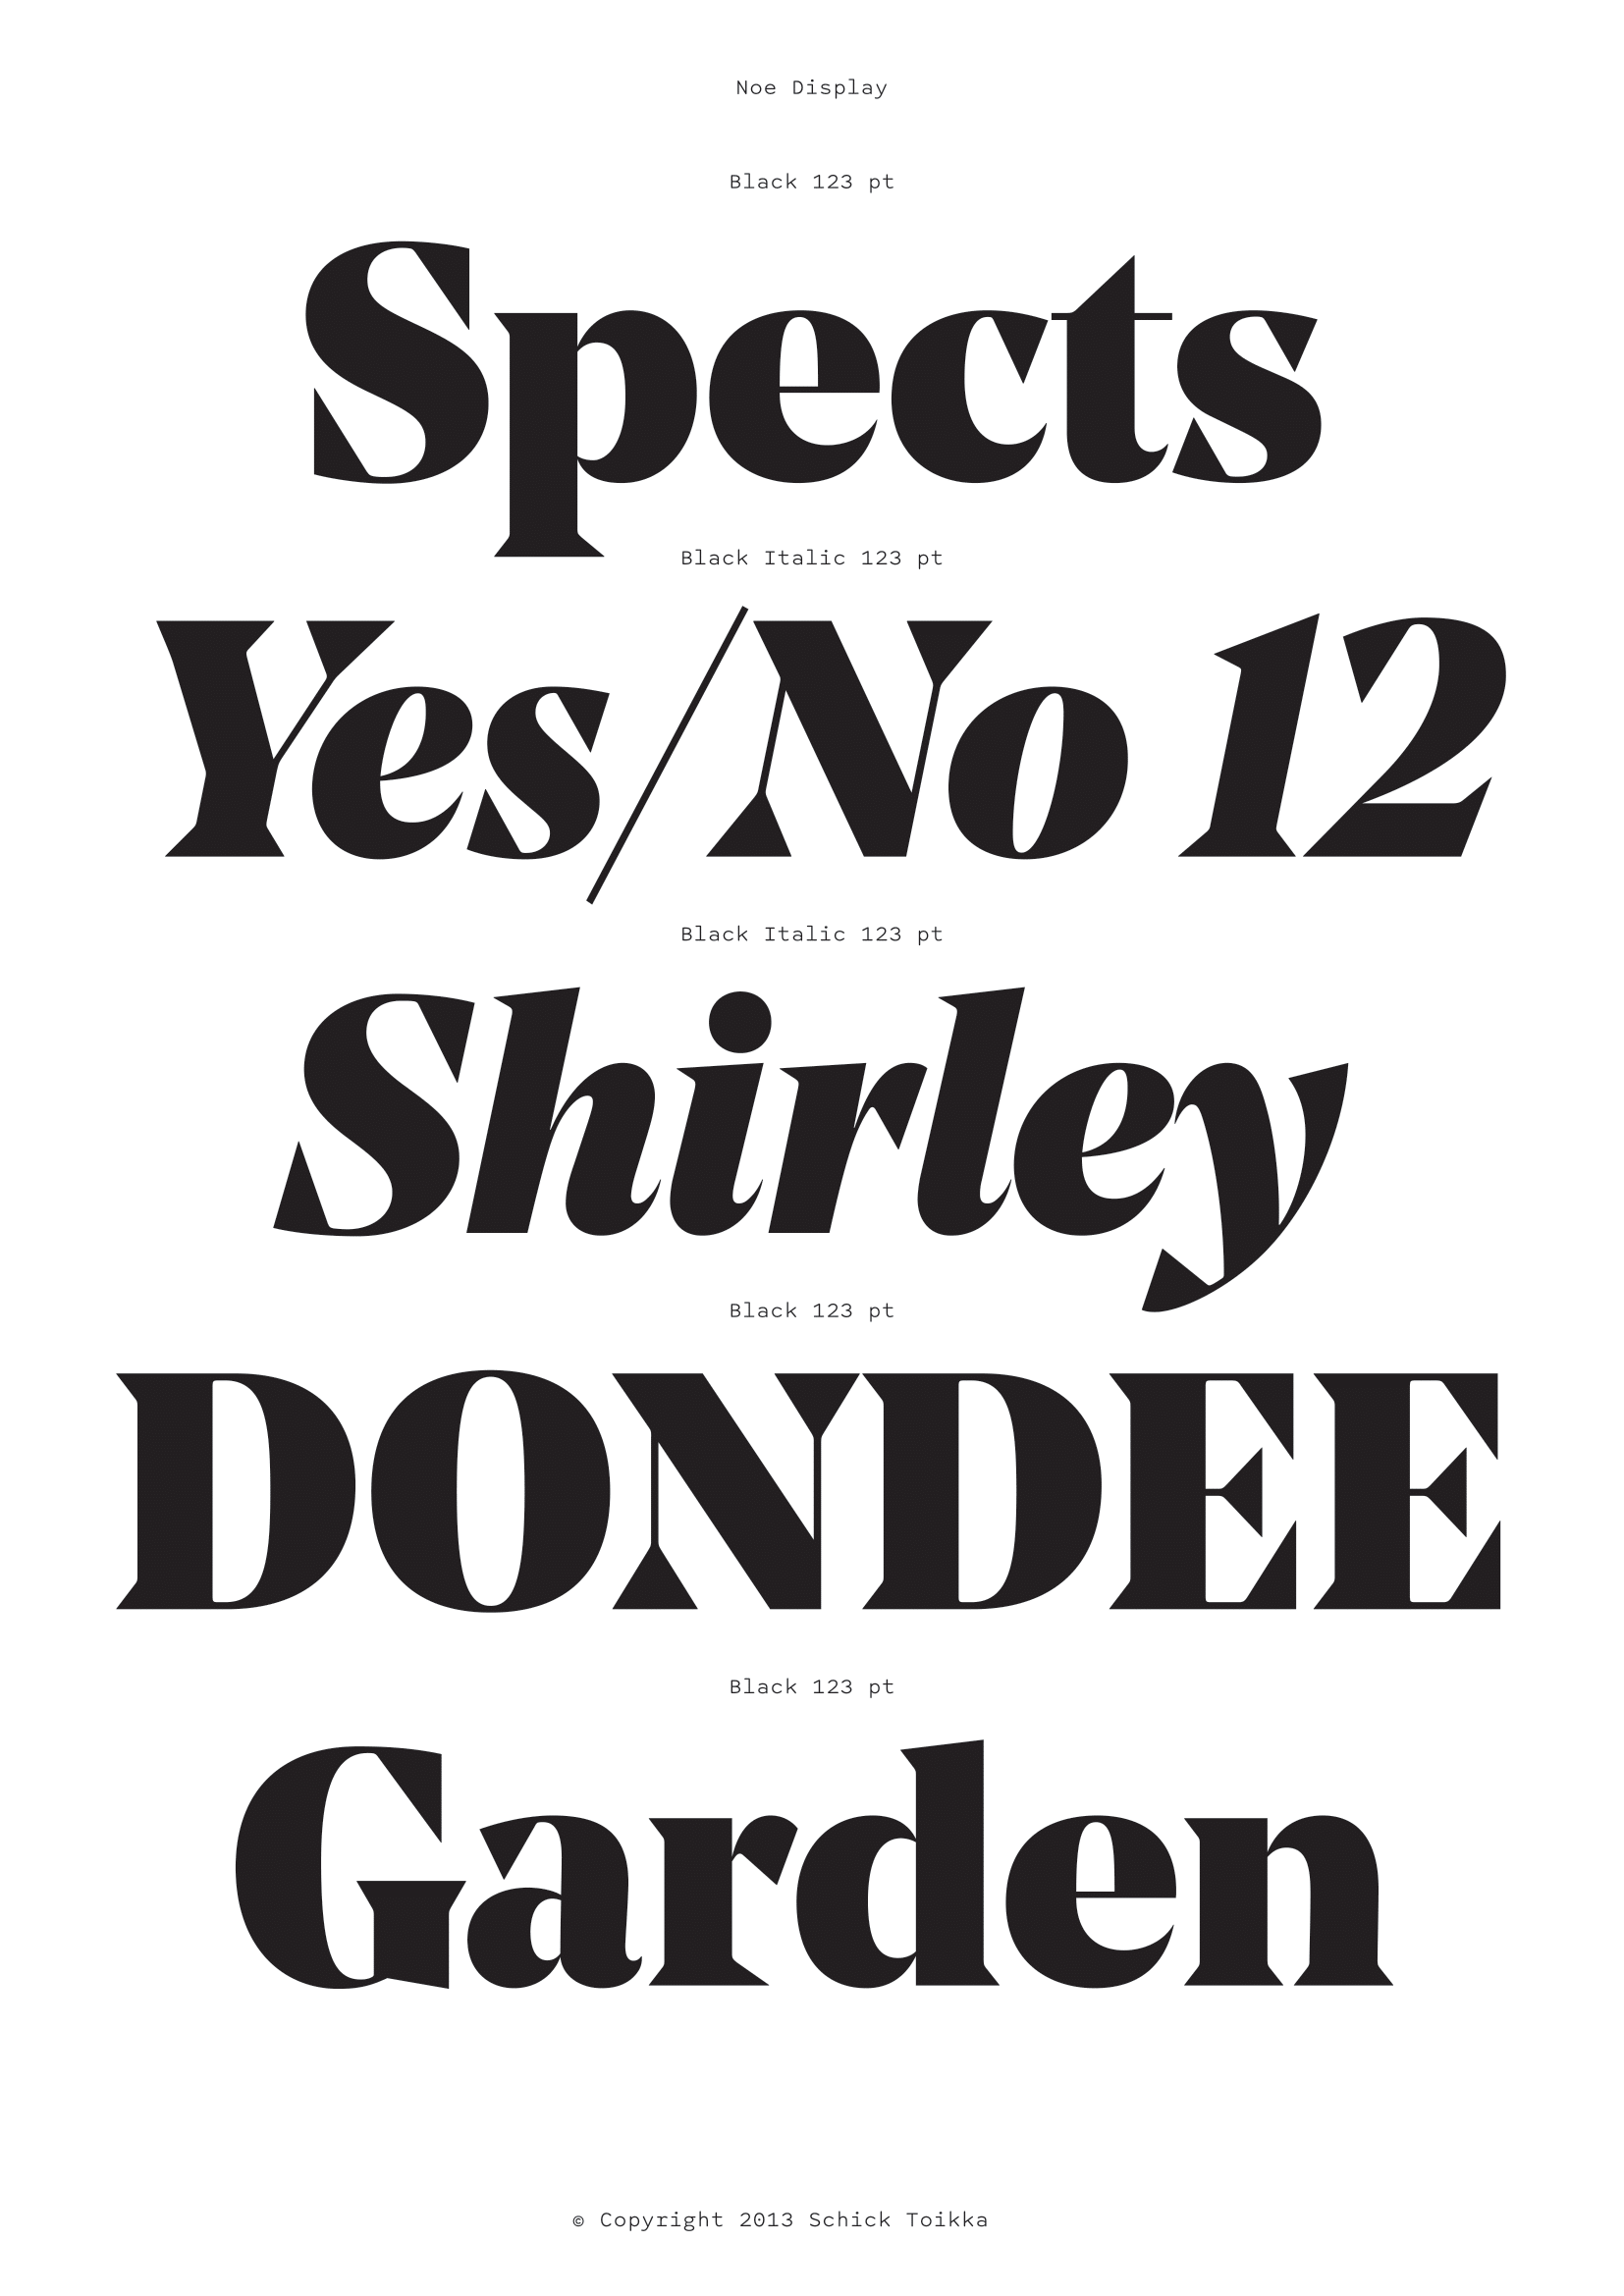 Noe Display
Black 123 pt
Spects
Black Italic 123 pt
Yes/No 12
Black Italic 123 pt
Shirley
Black 123 pt
DONDEE
Black 123 pt
Garden
© Copyright 2013 Schick Toikka